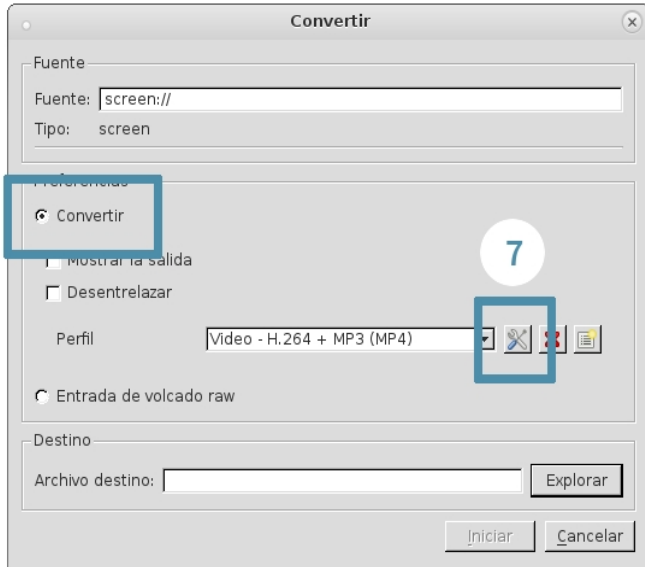 Convertir
Fuente
Fuente: screen://
Tipo: screen
Preferencias
Convertir
7
Mostrar la salida
Desentrelazar
Perfil Video - H.264 + MP3 (MP4)
Entrada de volcado raw
Destino
Archivo destino: Explorar
Iniciar Cancelar